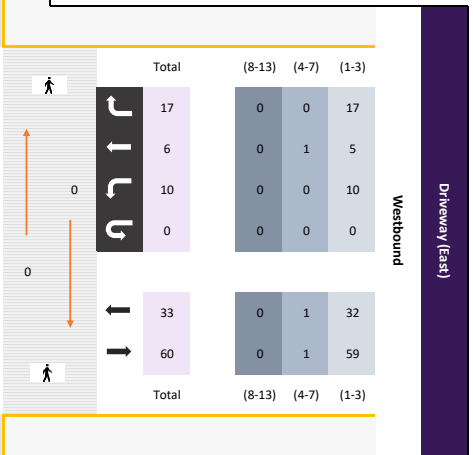 Total (8-13) (4-7) (1-3)
17 0 0 17
6 0 1 5
0 10 0 0 10
0 0 0 0
0
33 0 1 32
60 0 1 59
Total (8-13) (4-7) (1-3)
Westbound
Driveway (East)